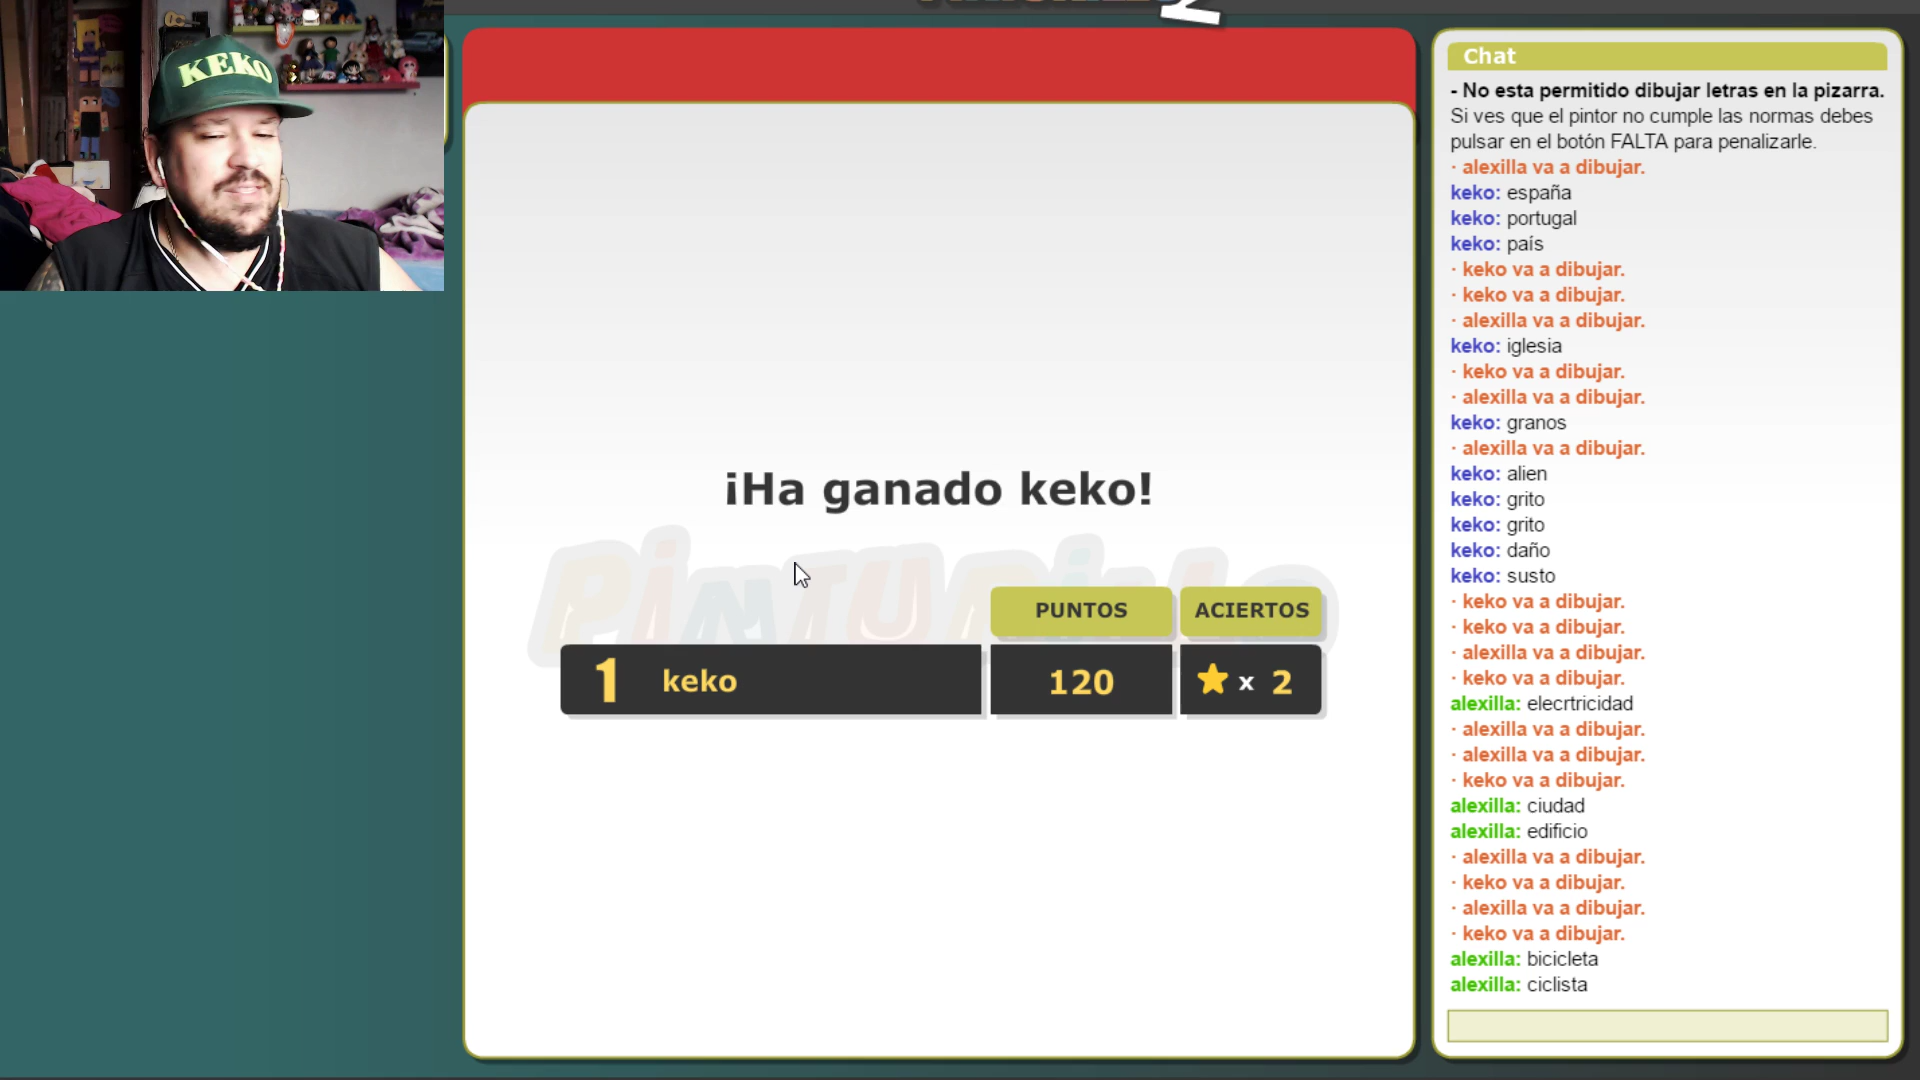 KEKO
Chat
- No esta permitido dibujar letras en la pizarra.
Si ves que el pintor no cumple las normas debes
pulsar en el botón FALTA para penalizarle.
· alexilla va a dibujar.
keko: españa
keko: portugal
keko: país
· keko va a dibujar.
· keko va a dibujar.
· alexilla va a dibujar.
keko: iglesia
· keko va a dibujar.
· alexilla va a dibujar.
keko: granos
· alexilla va a dibujar.
keko: alien
keko: grito
keko: grito
keko: daño
keko: susto
· keko va a dibujar.
· keko va a dibujar.
· alexilla va a dibujar.
· keko va a dibujar.
alexilla: elecrtricidad
· alexilla va a dibujar.
· alexilla va a dibujar.
· keko va a dibujar.
alexilla: ciudad
alexilla: edificio
· alexilla va a dibujar.
· keko va a dibujar.
· alexilla va a dibujar.
· keko va a dibujar.
alexilla: bicicleta
alexilla: ciclista
¡Ha ganado keko!
PUNTOS ACIERTOS
1 keko 120 x 2